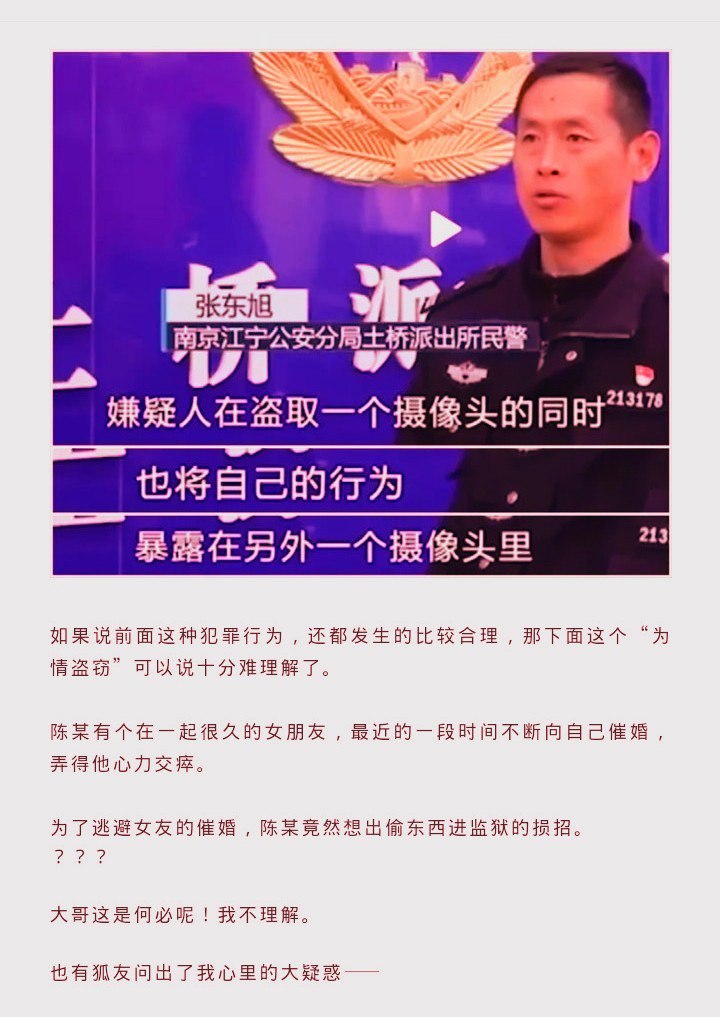 桥派
张东旭
南京江宁公安分局土桥派出所民警
嫌疑人在盗取一个摄像头的同时
213178
也将自己的行为
暴露在另外一个摄像头里
213
如果说前面这种犯罪行为，还都发生的比较合理，那下面这个“为
情盗窃”可以说十分难理解了。
陈某有个在一起很久的女朋友，最近的一段时间不断向自己催婚，
弄得他心力交瘁。
为了逃避女友的催婚，陈某竟然想出偷东西进监狱的损招。
？？？
大哥这是何必呢！我不理解。
也有狐友问出了我心里的大疑惑——